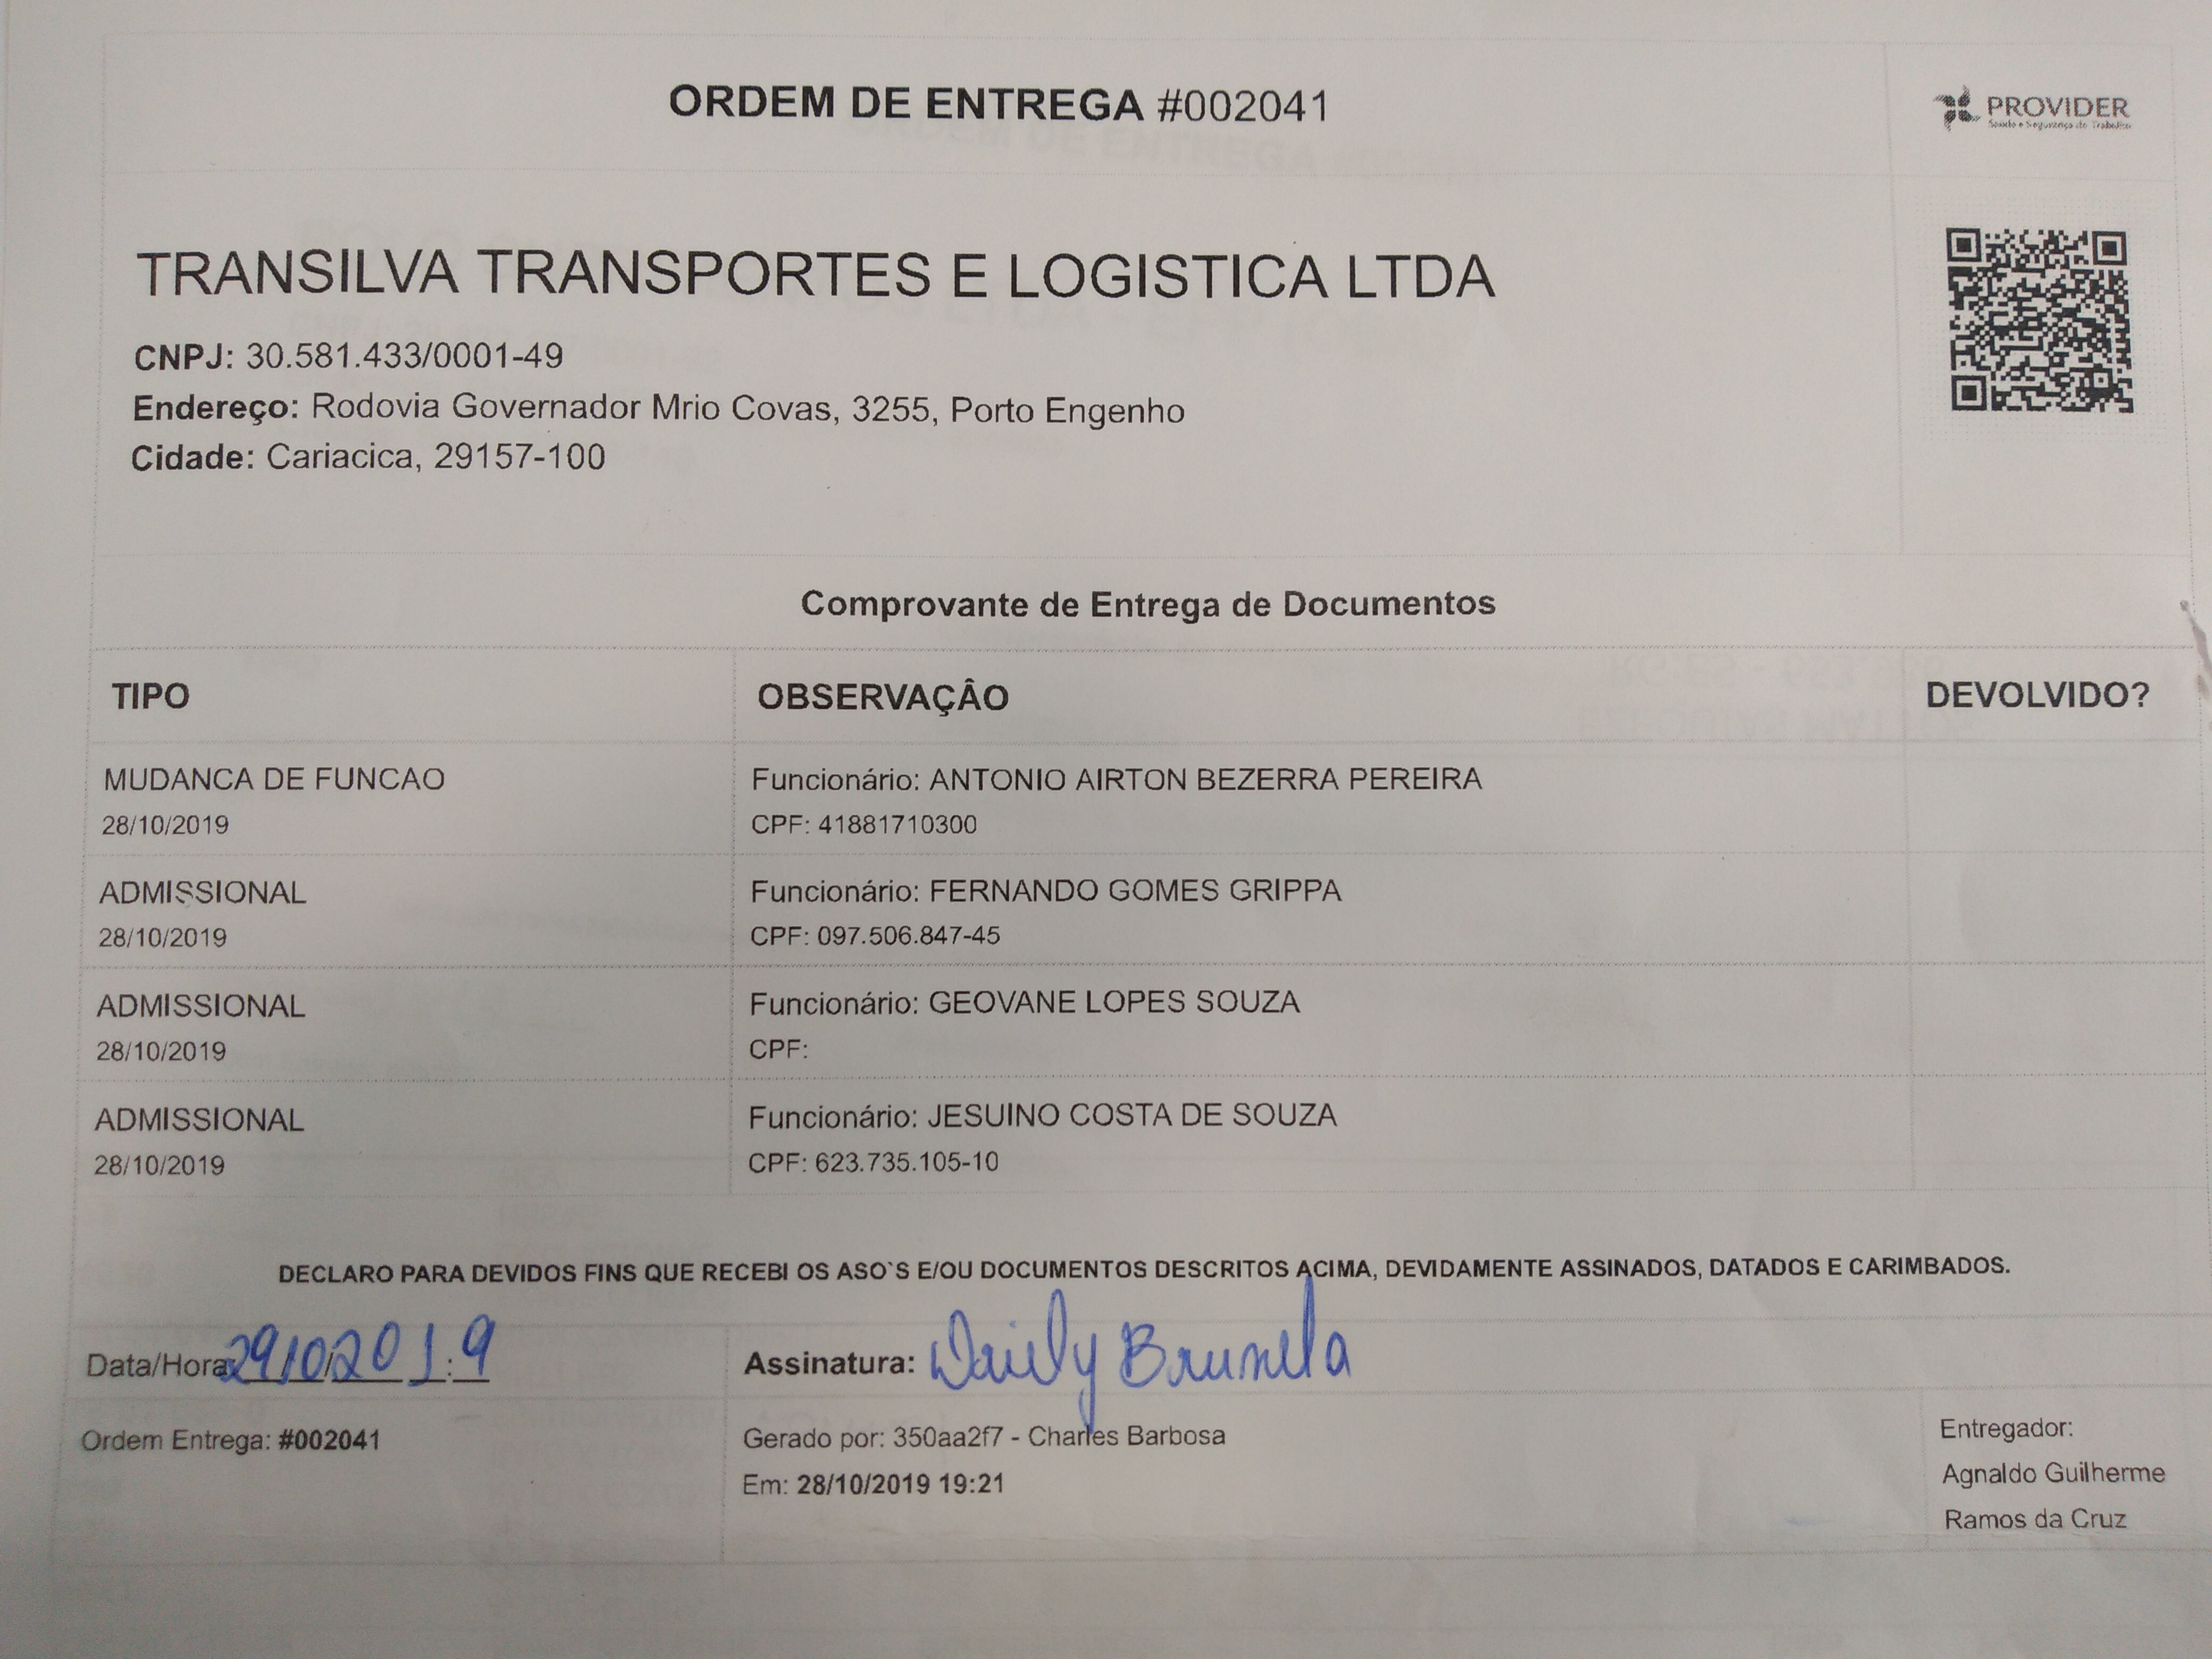 ORDEM DE ENTREGA #002041
PROVIDER
Saúde e Segurança do Trabalho
TRANSILVA TRANSPORTES E LOGISTICA LTDA
CNPJ: 30.581.433/0001-49
Endereço: Rodovia Governador Mrio Covas, 3255, Porto Engenho
Cidade: Cariacica, 29157-100
Comprovante de Entrega de Documentos
TIPO OBSERVAÇÃO DEVOLVIDO?
MUDANCA DE FUNCAO Funcionário: ANTONIO AIRTON BEZERRA PEREIRA
28/10/2019 CPF: 41881710300
ADMISSIONAL Funcionário: FERNANDO GOMES GRIPPA
28/10/2019 CPF: 097.506.847-45
ADMISSIONAL Funcionário: GEOVANE LOPES SOUZA
28/10/2019 CPF:
ADMISSIONAL Funcionário: JESUINO COSTA DE SOUZA
28/10/2019 CPF: 623.735.105-10
DECLARO PARA DEVIDOS FINS QUE RECEBI OS ASO`S E/OU DOCUMENTOS DESCRITOS ACIMA, DEVIDAMENTE ASSINADOS, DATADOS E CARIMBADOS.
Data/Hora: 29/10/2019 Assinatura: Brunela
Ordem Entrega: #002041 Gerado por: 350aa2f7 - Charles Barbosa
Em: 28/10/2019 19:21
Entregador:
Agnaldo Guilherme
Ramos da Cruz